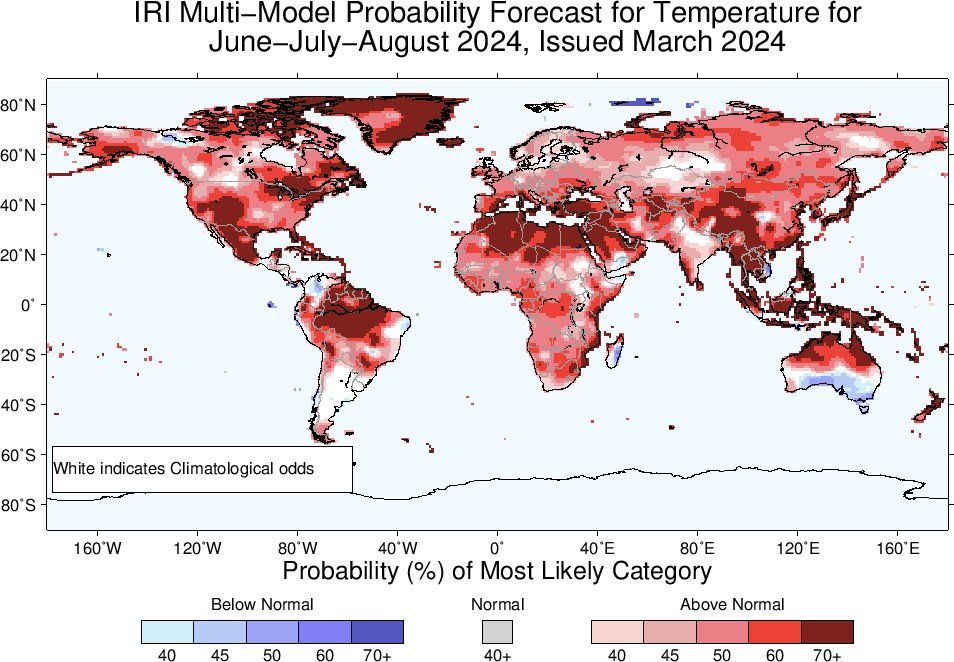 IRI Multi−Model Probability Forecast for Temperature for
June−July−August 2024, Issued March 2024
80˚N
60˚N
40˚N
20˚N
0˚
20˚S
40˚S
60˚S
80˚S
White indicates Climatological odds
160˚W 120˚W 80˚W 40˚W 0˚ 40˚E 80˚E 120˚E 160˚E
Probability (%) of Most Likely Category
Below Normal Normal Above Normal
40 45 50 60 70+ 40+ 40 45 50 60 70+